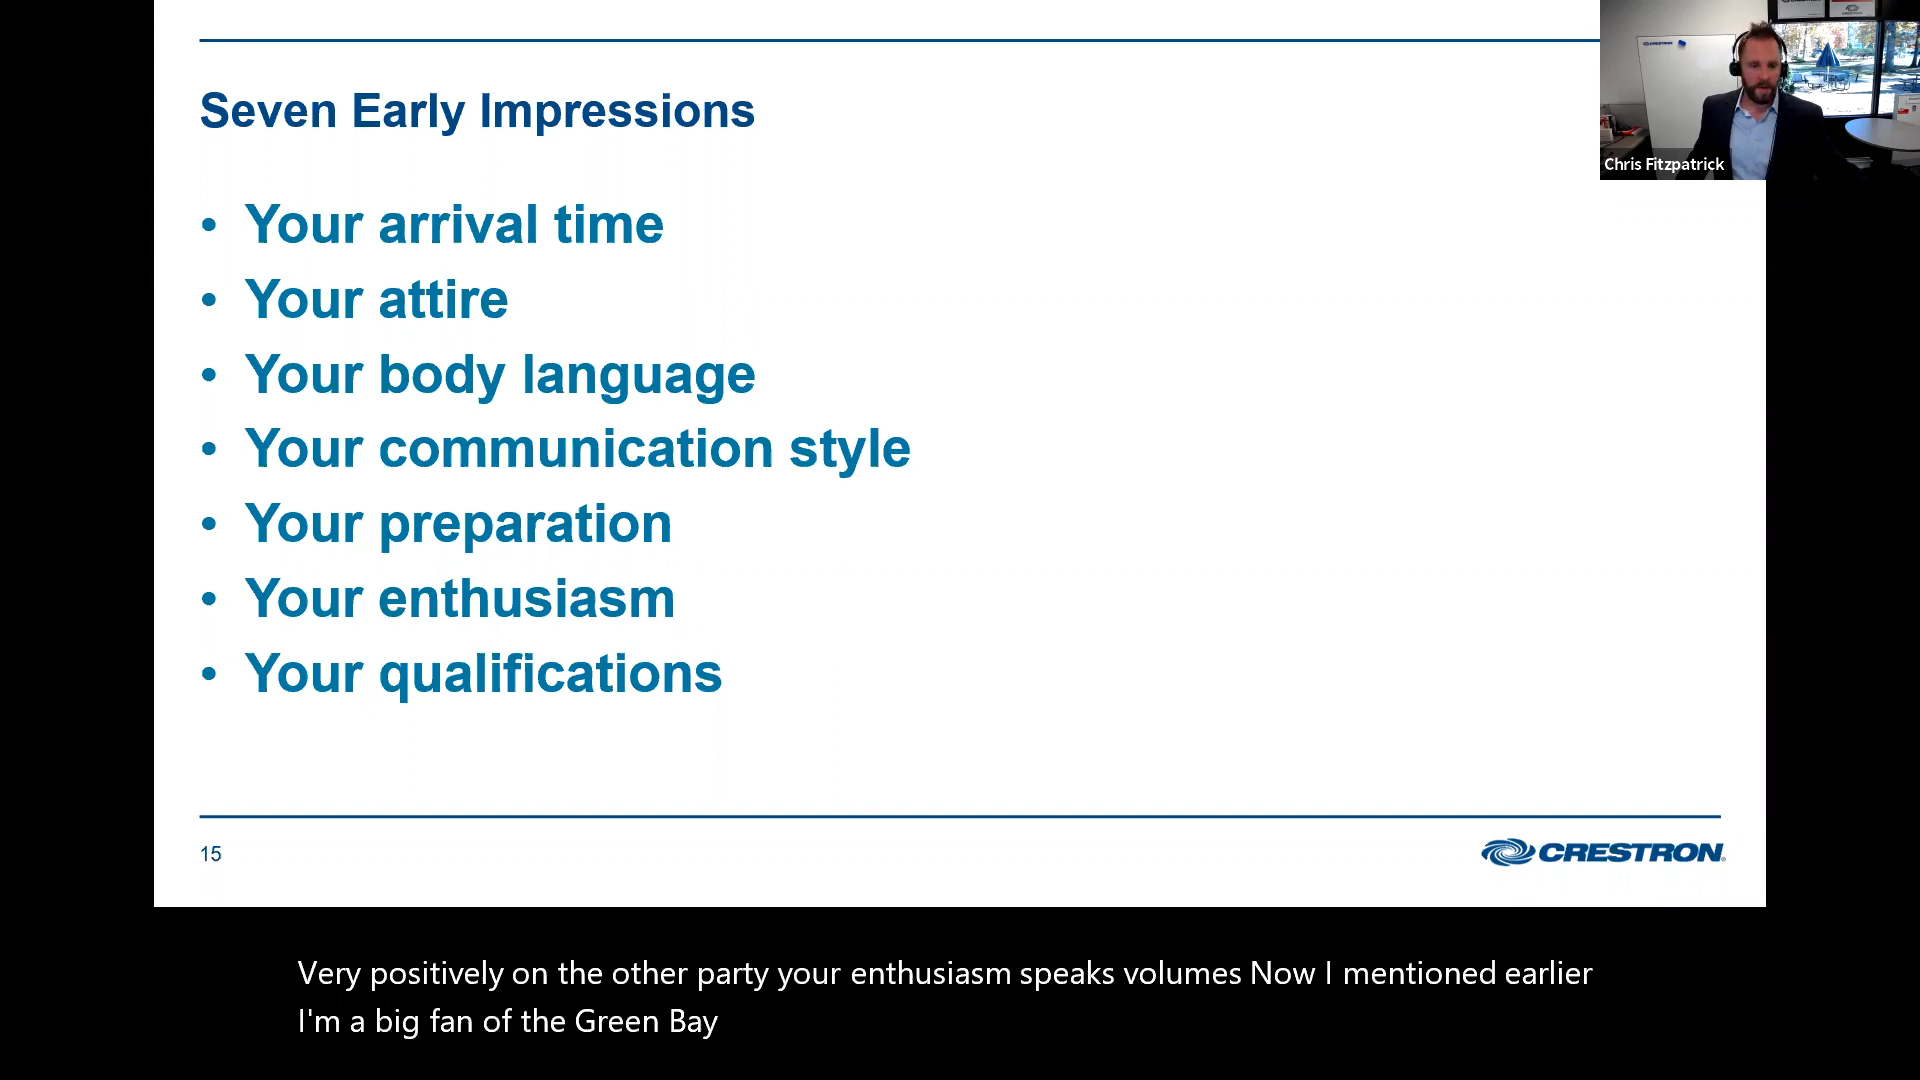 Seven Early Impressions
CRESTRON
Chris Fitzpatrick
• Your arrival time
• Your attire
• Your body language
• Your communication style
• Your preparation
• Your enthusiasm
• Your qualifications
15
CRESTRON
Very positively on the other party your enthusiasm speaks volumes Now I mentioned earlier
I'm a big fan of the Green Bay